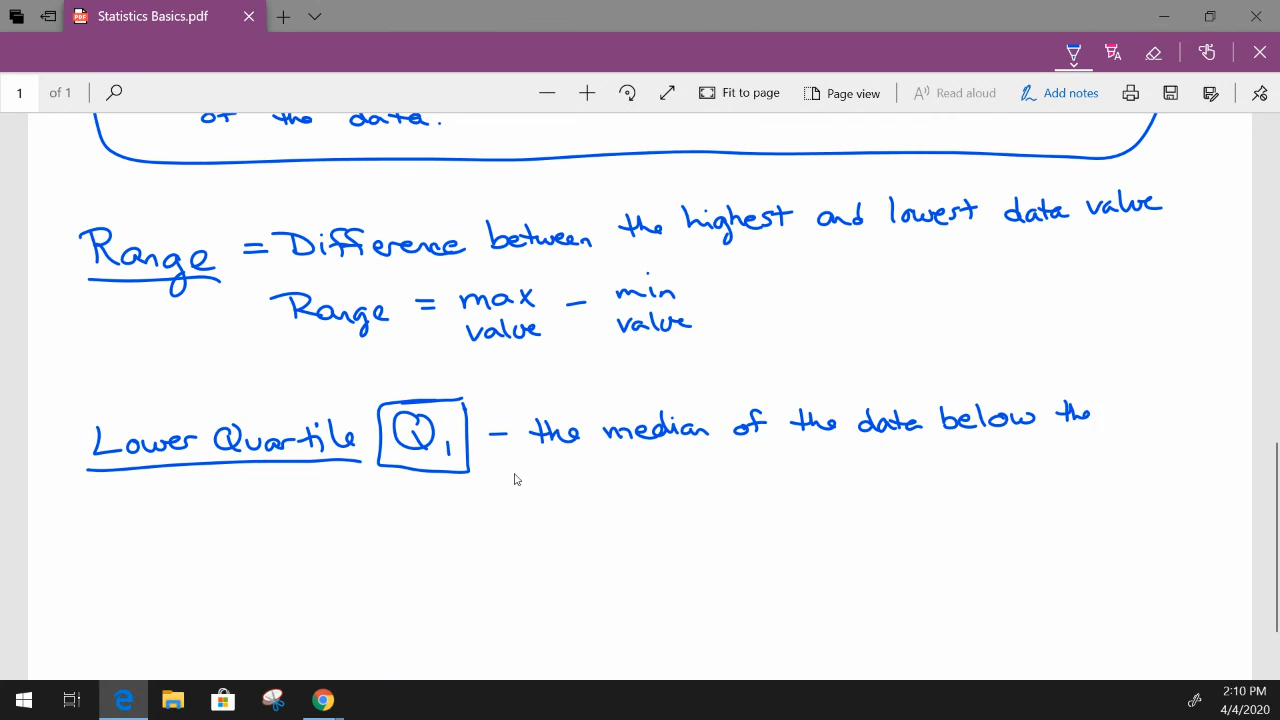 Statistics Basics.pdf
1 of 1
Fit to page
Page view
Read aloud
Add notes
of the data.
Range = Difference between the highest and lowest data value
Range = max value - min value
Lower Quartile Q1 - the median of the data below the
2:10 PM
4/4/2020